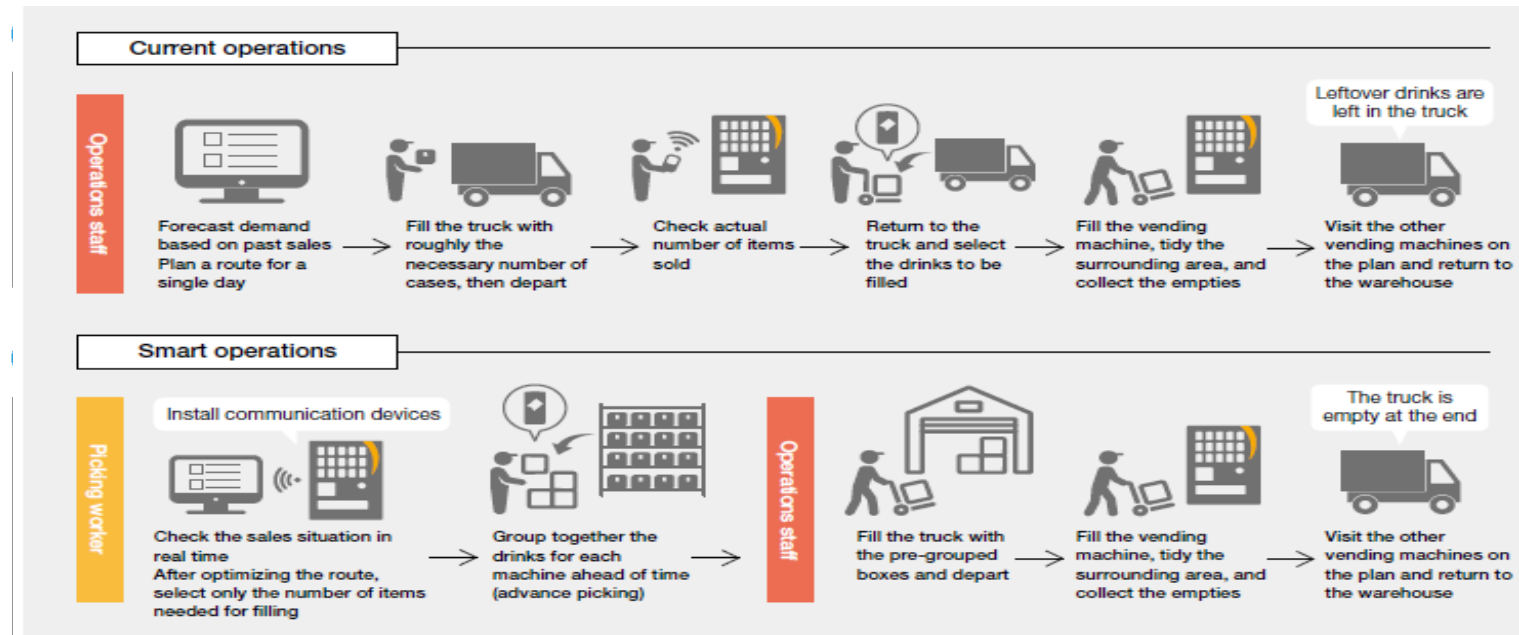 Current operations
Operations staff
Forecast demand
based on past sales
Plan a route for a
single day
Fill the truck with
roughly the
necessary number of
cases, then depart
Check actual
number of items
sold
Return to the
truck and select
the drinks to be
filled
Fill the vending
machine, tidy the
surrounding area, and
collect the empties
Leftover drinks are
left in the truck
Visit the other
vending machines on
the plan and return to
the warehouse
Smart operations
Picking worker
Install communication devices
Check the sales situation in
real time
After optimizing the route,
select only the number of items
needed for filling
Group together the
drinks for each
machine ahead of time
(advance picking)
Operations staff
Fill the truck with
the pre-grouped
boxes and depart
Fill the vending
machine, tidy the
surrounding area, and
collect the empties
The truck is
empty at the end
Visit the other
vending machines on
the plan and return to
the warehouse